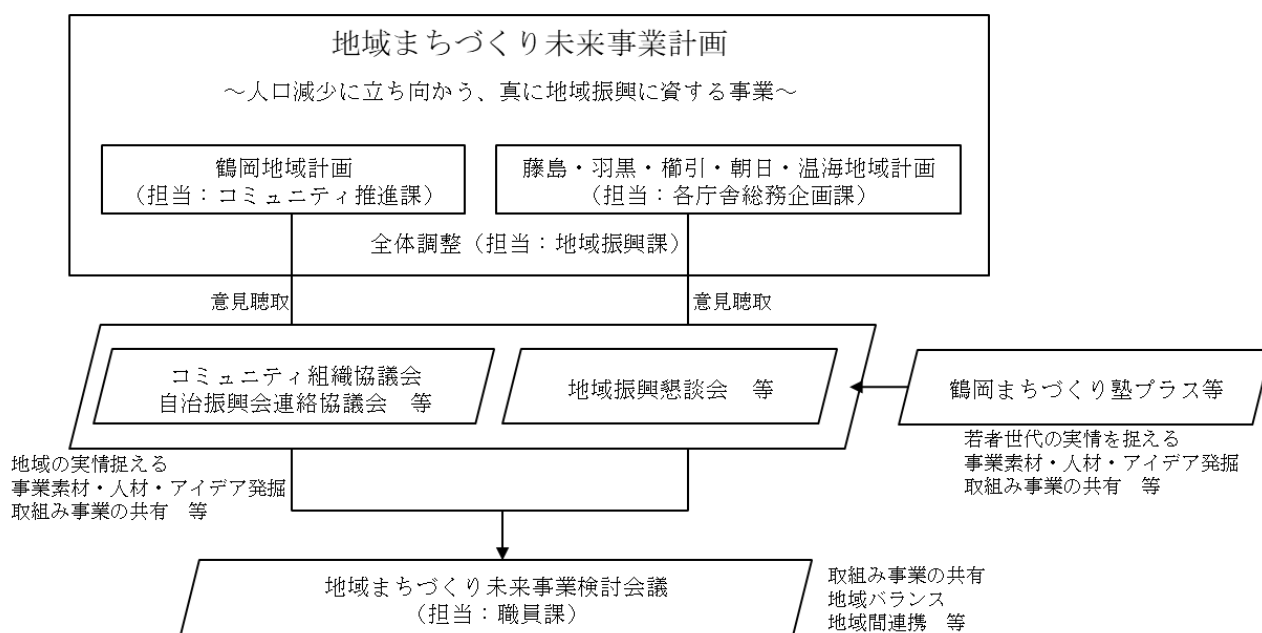 地域まちづくり未来事業計画
～人口減少に立ち向かう、真に地域振興に資する事業～
鶴岡地域計画
（担当：コミュニティ推進課）
藤島・羽黒・櫛引・朝日・温海地域計画
（担当：各庁舎総務企画課）
全体調整（担当：地域振興課）
意見聴取
意見聴取
コミュニティ組織協議会
自治振興会連絡協議会　等
地域振興懇談会　等
鶴岡まちづくり塾プラス等
若者世代の実情を捉える
事業素材・人材・アイデア発掘
取組み事業の共有　等
地域の実情捉える
事業素材・人材・アイデア発掘
取組み事業の共有　等
地域まちづくり未来事業検討会議
（担当：職員課）
取組み事業の共有
地域バランス
地域間連携　等